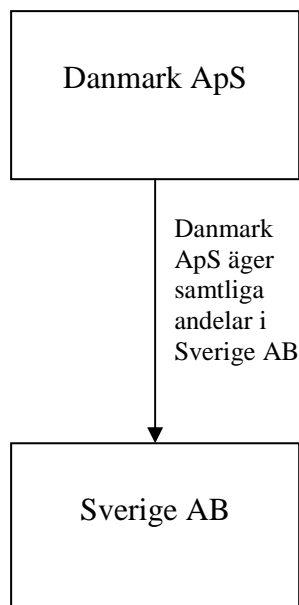 Danmark ApS
Danmark
ApS äger
samtliga
andelar i
Sverige AB
Sverige AB